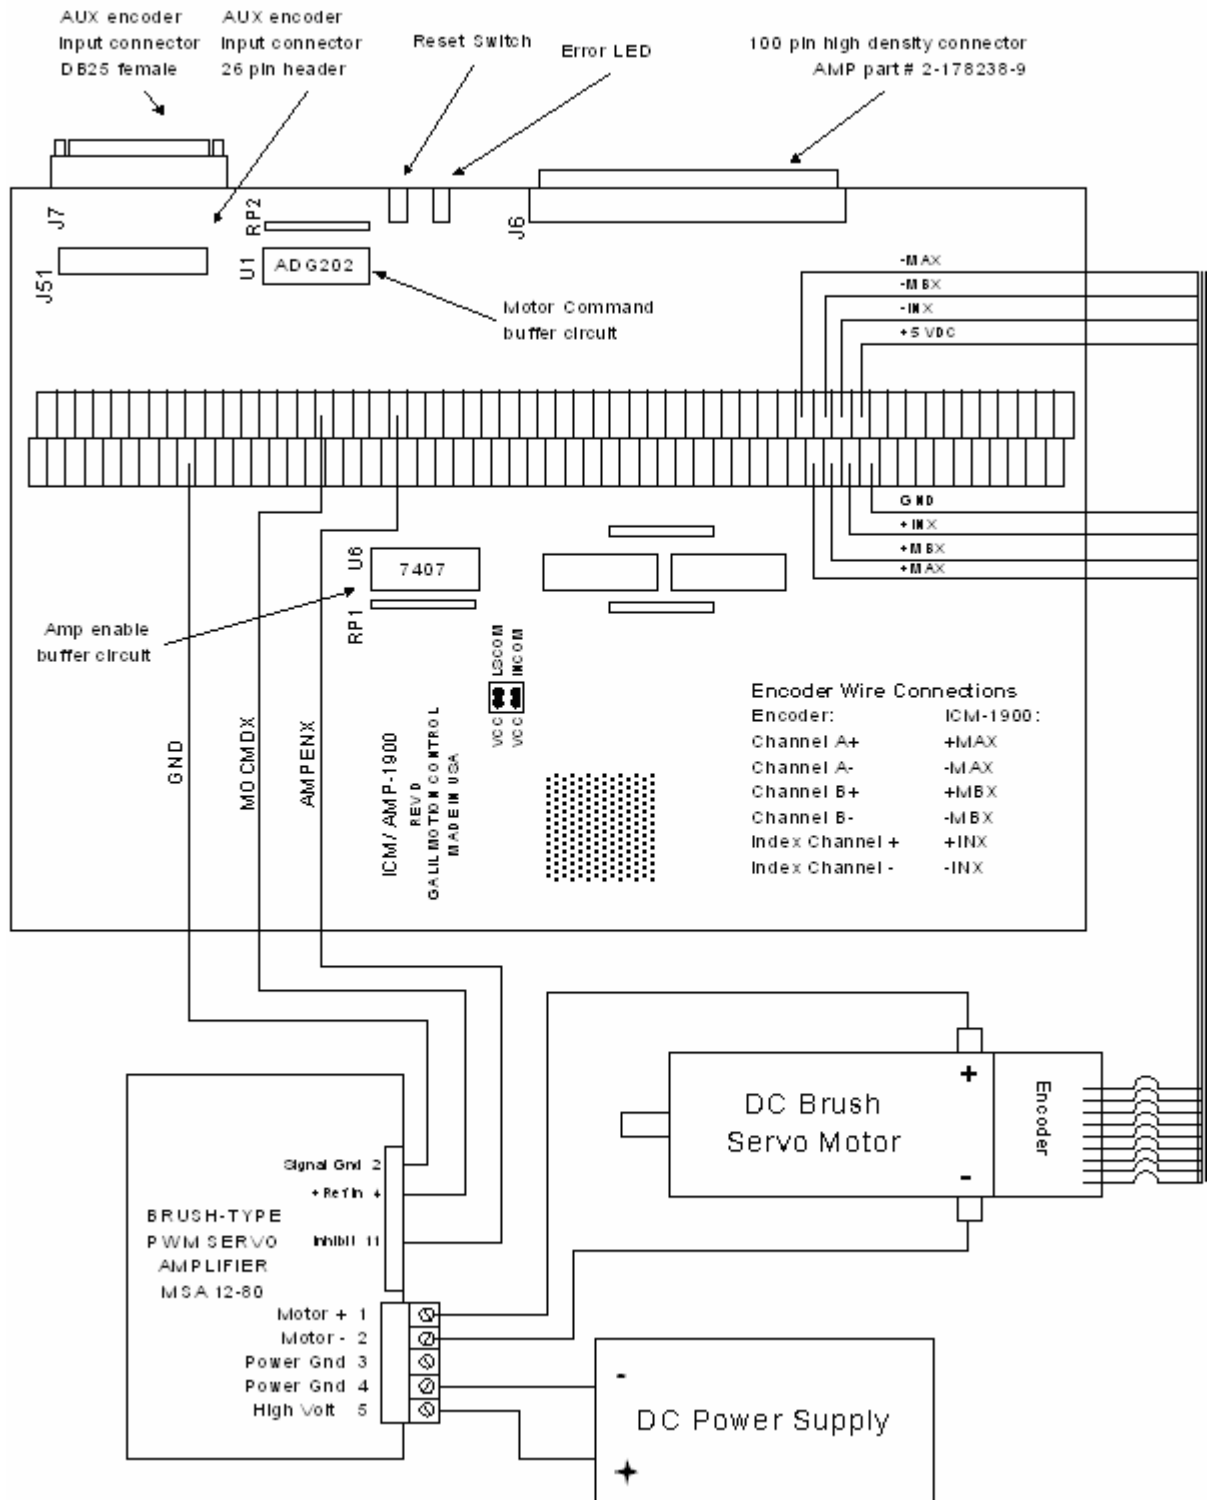 AUX encoder
Input connector
DB25 female
AUX encoder
Input connector
26 pin header
Reset Switch
Error LED
100 pin high density connector
AMP part # 2-178238-9
J7
J51
RP2
U1
ADG202
J6
Motor Command
buffer circuit
-MAX
-MBX
-INX
+5 VDC
GND
+INX
+MBX
+MAX
U6
7407
RP1
Amp enable
buffer circuit
LSCOM
INCOM
VCC
VCC
GND
MOCMDX
AMPENX
ICM/AMP-1900
REV D
GALIL MOTION CONTROL
MADE IN USA
Encoder Wire Connections
Encoder: ICM-1900:
Channel A+ +MAX
Channel A- -MAX
Channel B+ +MBX
Channel B- -MBX
Index Channel + +INX
Index Channel - -INX
+
DC Brush
Servo Motor
-
Encoder
Signal Gnd 2
+ Ref In 4
Inhibit 11
BRUSH-TYPE
PWM SERVO
AMPLIFIER
MSA 12-80
Motor + 1
Motor - 2
Power Gnd 3
Power Gnd 4
High Volt 5
-
DC Power Supply
+